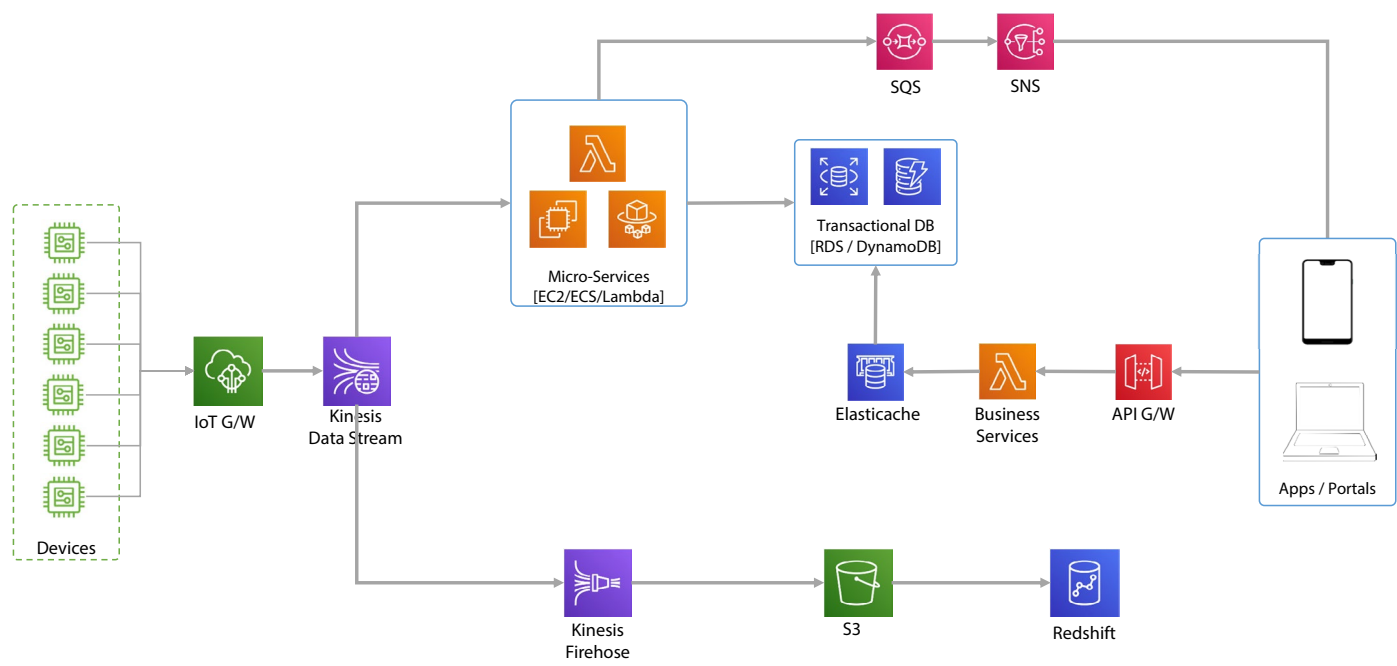 SQS
SNS
Micro-Services
[EC2/ECS/Lambda]
Transactional DB
[RDS / DynamoDB]
Devices
IoT G/W
Kinesis
Data Stream
Elasticache
Business
Services
API G/W
Apps / Portals
Kinesis
Firehose
S3
Redshift